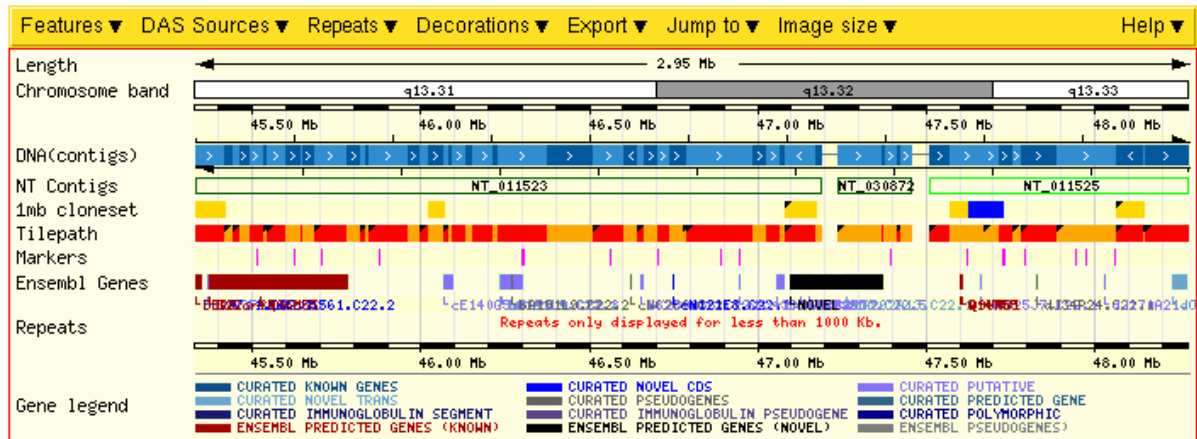 Features ▼ DAS Sources ▼ Repeats ▼ Decorations ▼ Export ▼ Jump to ▼ Image size ▼ Help ▼
Length 2.95 Mb
Chromosome band q13.31 q13.32 q13.33
45.50 Mb 46.00 Mb 46.50 Mb 47.00 Mb 47.50 Mb 48.00 Mb
DNA(contigs)
NT Contigs NT_011523 NT_030872 NT_011525
1mb cloneset
Tilepath
Markers
Ensembl Genes
NOVEL
Repeats only displayed for less than 1000 Kb.
Repeats
45.50 Mb 46.00 Mb 46.50 Mb 47.00 Mb 47.50 Mb 48.00 Mb
CURATED KNOWN GENES CURATED NOVEL CDS CURATED PUTATIVE
CURATED NOVEL TRANS CURATED PSEUDOGENES CURATED PREDICTED GENE
Gene legend
CURATED IMMUNOGLOBULIN SEGMENT CURATED IMMUNOGLOBULIN PSEUDOGENE CURATED POLYMORPHIC
ENSEMBL PREDICTED GENES (KNOWN) ENSEMBL PREDICTED GENES (NOVEL) ENSEMBL PSEUDOGENES)